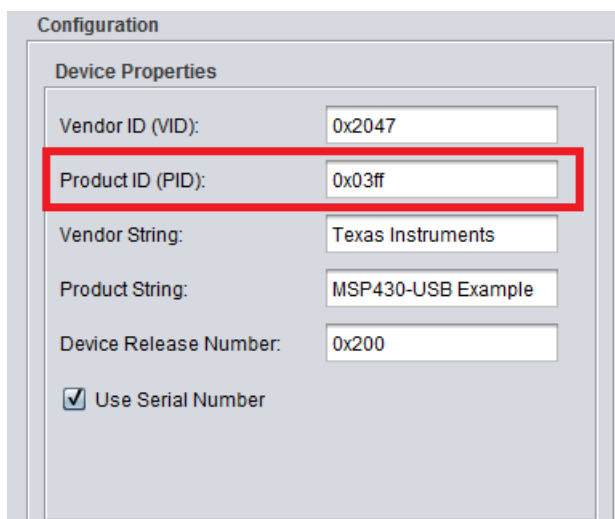 Configuration
Device Properties
Vendor ID (VID): 0x2047
Product ID (PID): 0x03ff
Vendor String: Texas Instruments
Product String: MSP430-USB Example
Device Release Number: 0x200
Use Serial Number